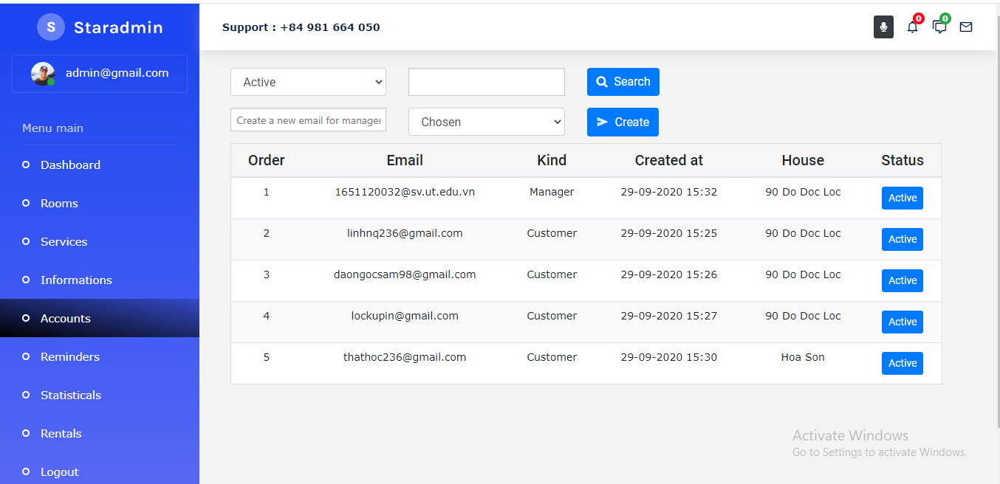 S Staradmin
Support : +84 981 664 050
0 0
admin@gmail.com
Menu main
Dashboard
Rooms
Services
Informations
Accounts
Reminders
Statisticals
Rentals
Logout
Active Search
Create a new email for manager Chosen Create
Order Email Kind Created at House Status
1 1651120032@sv.ut.edu.vn Manager 29-09-2020 15:32 90 Do Doc Loc Active
2 linhnq236@gmail.com Customer 29-09-2020 15:25 90 Do Doc Loc Active
3 daongocsam98@gmail.com Customer 29-09-2020 15:26 90 Do Doc Loc Active
4 lockupin@gmail.com Customer 29-09-2020 15:27 90 Do Doc Loc Active
5 thathoc236@gmail.com Customer 29-09-2020 15:30 Hoa Son Active
Activate Windows
Go to Settings to activate Windows.